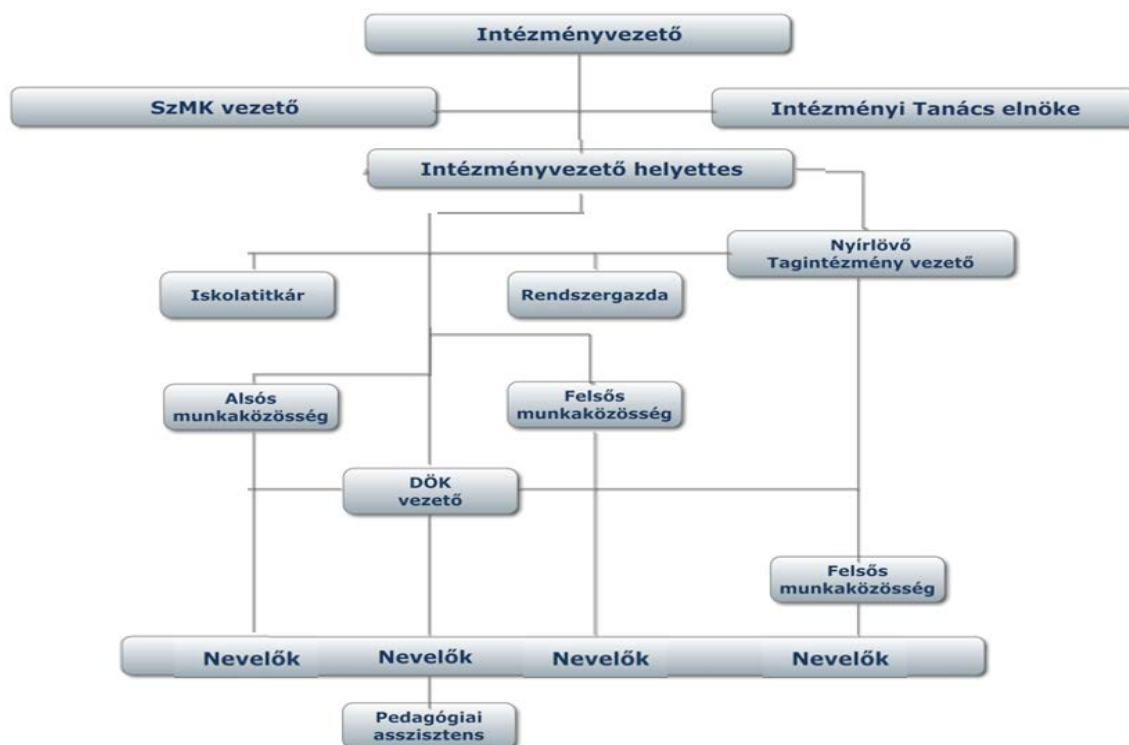 Intézményvezető
SzMK vezető
Intézményi Tanács elnöke
Intézményvezető helyettes
Nyírlövő
Tagintézmény vezető
Iskolatitkár
Rendszergazda
Alsós
munkaközösség
Felsős
munkaközösség
DÖK
vezető
Felsős
munkaközösség
Nevelők
Nevelők
Nevelők
Nevelők
Pedagógiai
asszisztens